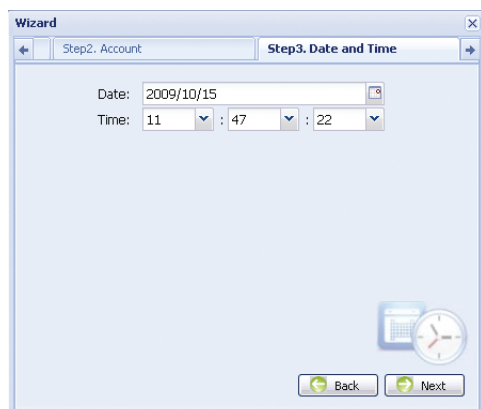 Wizard
Step2. Account Step3. Date and Time
Date: 2009/10/15
Time: 11 : 47 : 22
Back Next